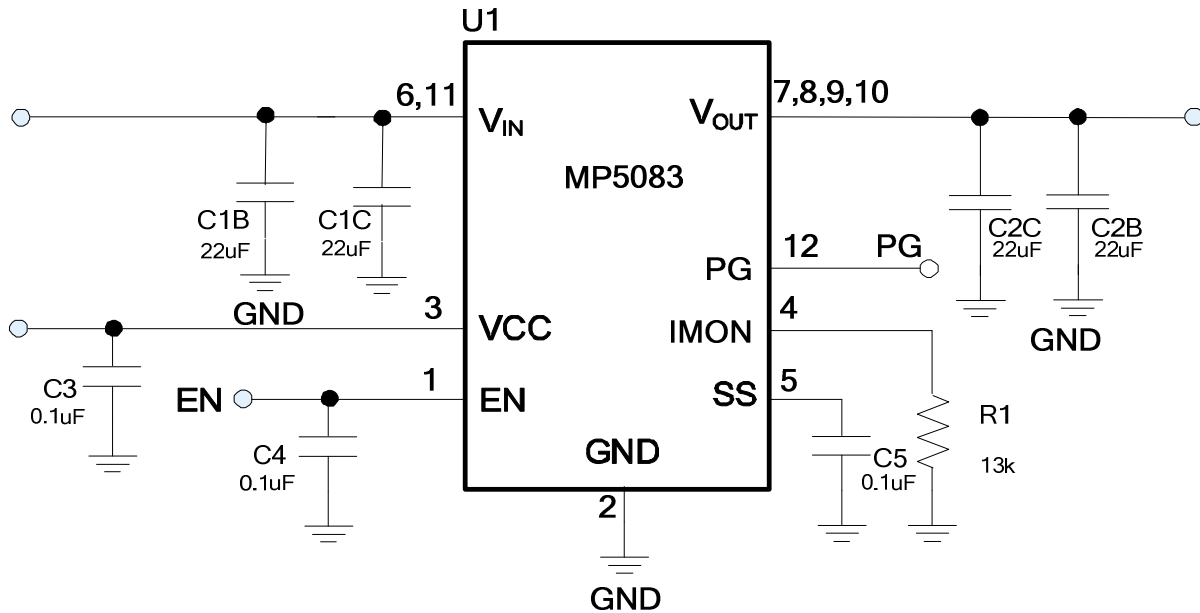 U1
6,11
7,8,9,10
VIN
VOUT
MP5083
C1B
22uF
C1C
22uF
C2C
22uF
C2B
22uF
12
PG
PG
GND
3
VCC
4
IMON
GND
C3
0.1uF
EN
1
EN
5
SS
R1
13k
C4
0.1uF
GND
C5
0.1uF
2
GND